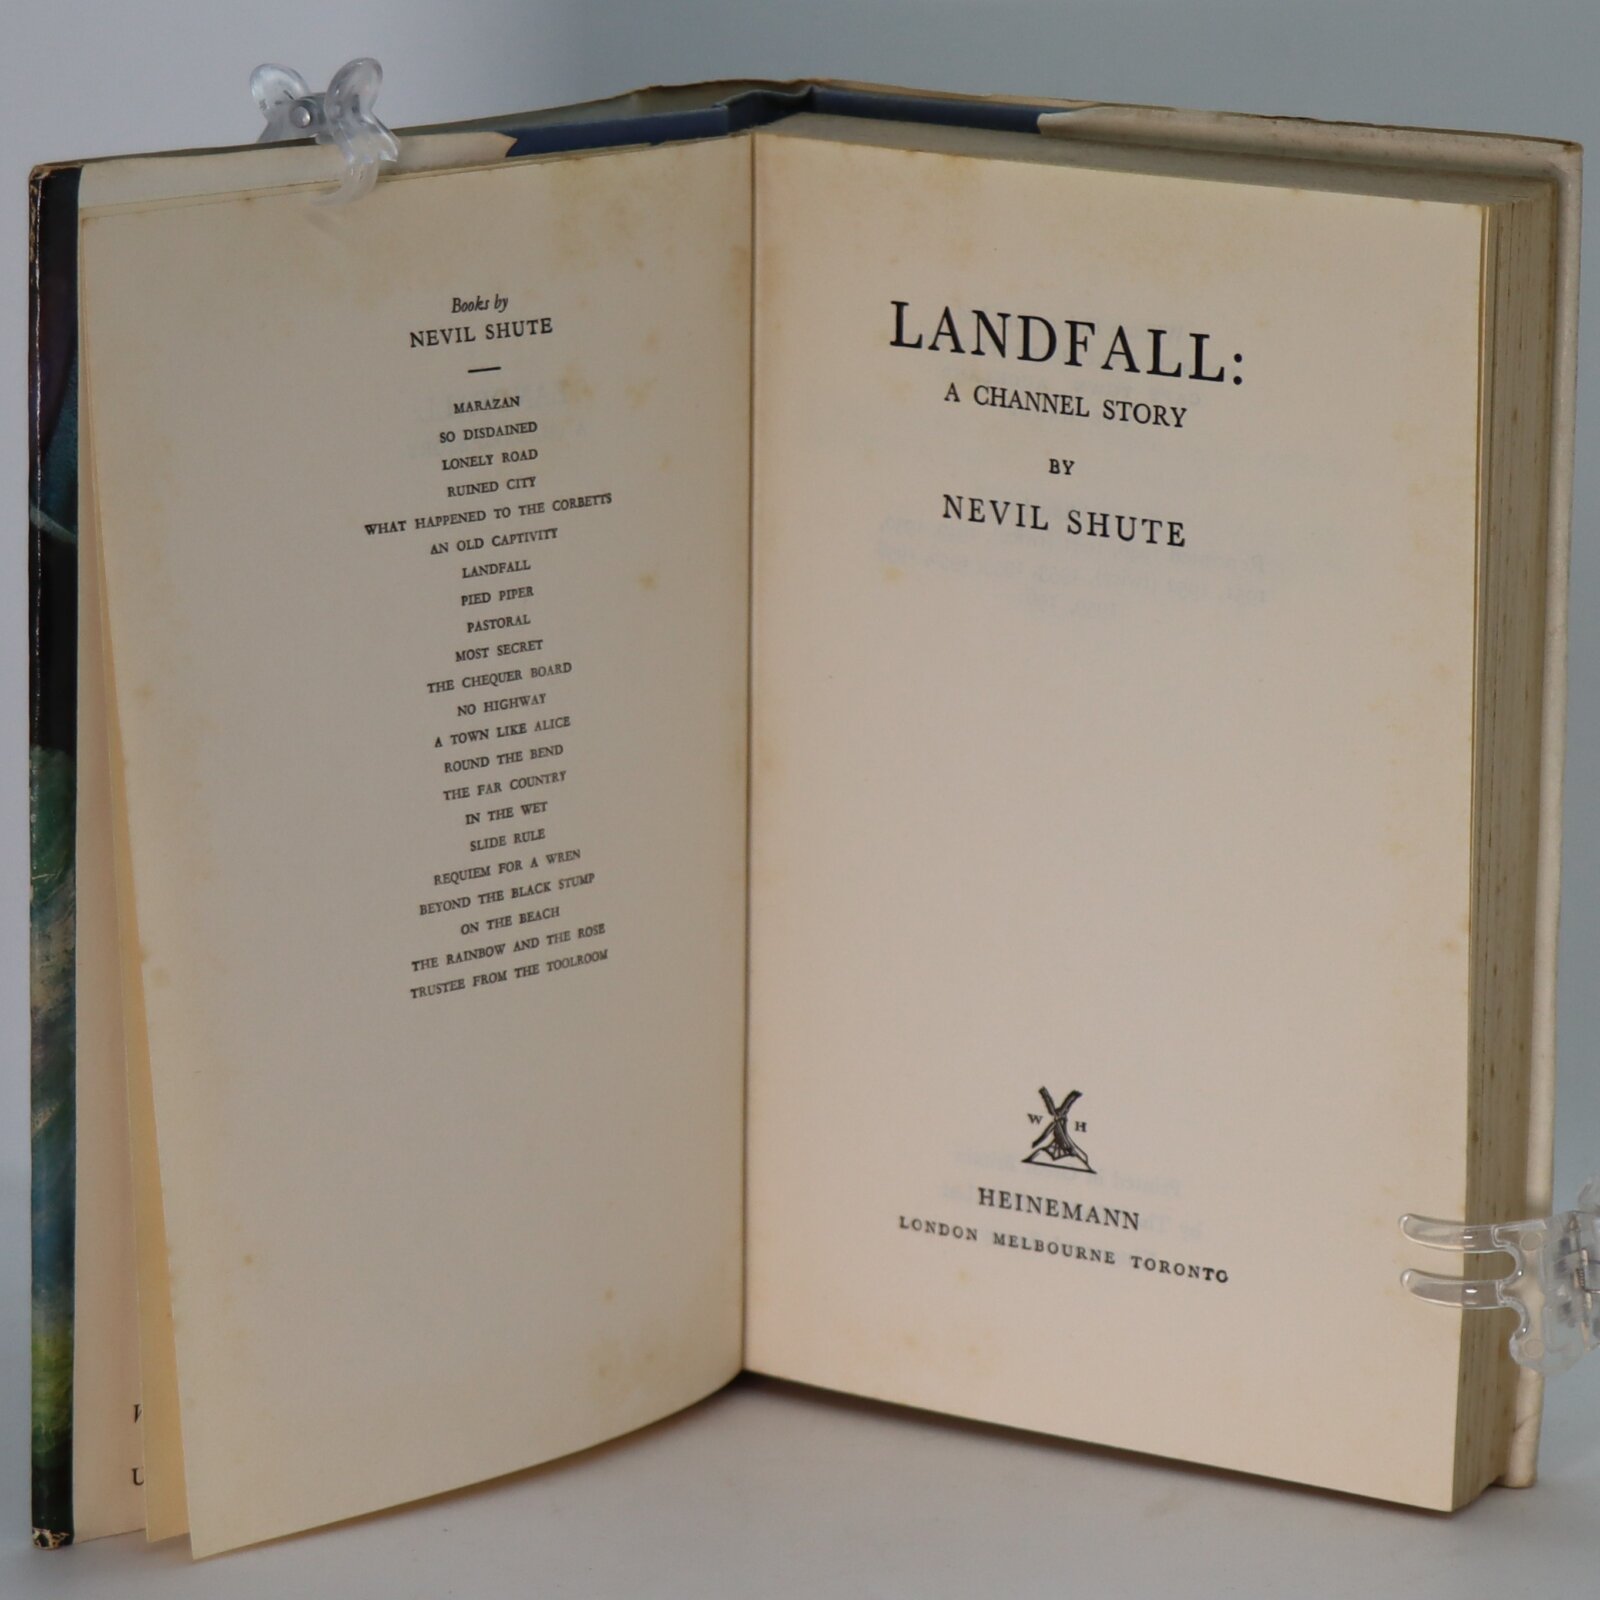 Books by
NEVIL SHUTE
MARAZAN
SO DISDAINED
LONELY ROAD
RUINED CITY
WHAT HAPPENED TO THE CORBETTS
AN OLD CAPTIVITY
LANDFALL
PIED PIPER
PASTORAL
MOST SECRET
THE CHEQUER BOARD
NO HIGHWAY
A TOWN LIKE ALICE
ROUND THE BEND
THE FAR COUNTRY
IN THE WET
SLIDE RULE
REQUIEM FOR A WREN
BEYOND THE BLACK STUMP
ON THE BEACH
THE RAINBOW AND THE ROSE
TRUSTEE FROM THE TOOLROOM
LANDFALL:
A CHANNEL STORY
BY
NEVIL SHUTE
W H
HEINEMANN
LONDON MELBOURNE TORONTO